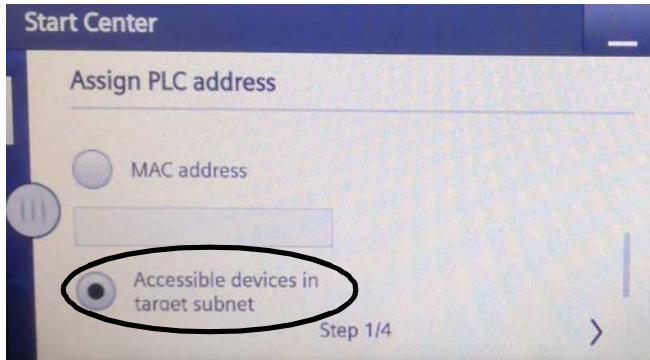 Start Center
Assign PLC address
MAC address
Accessible devices in
target subnet
Step 1/4